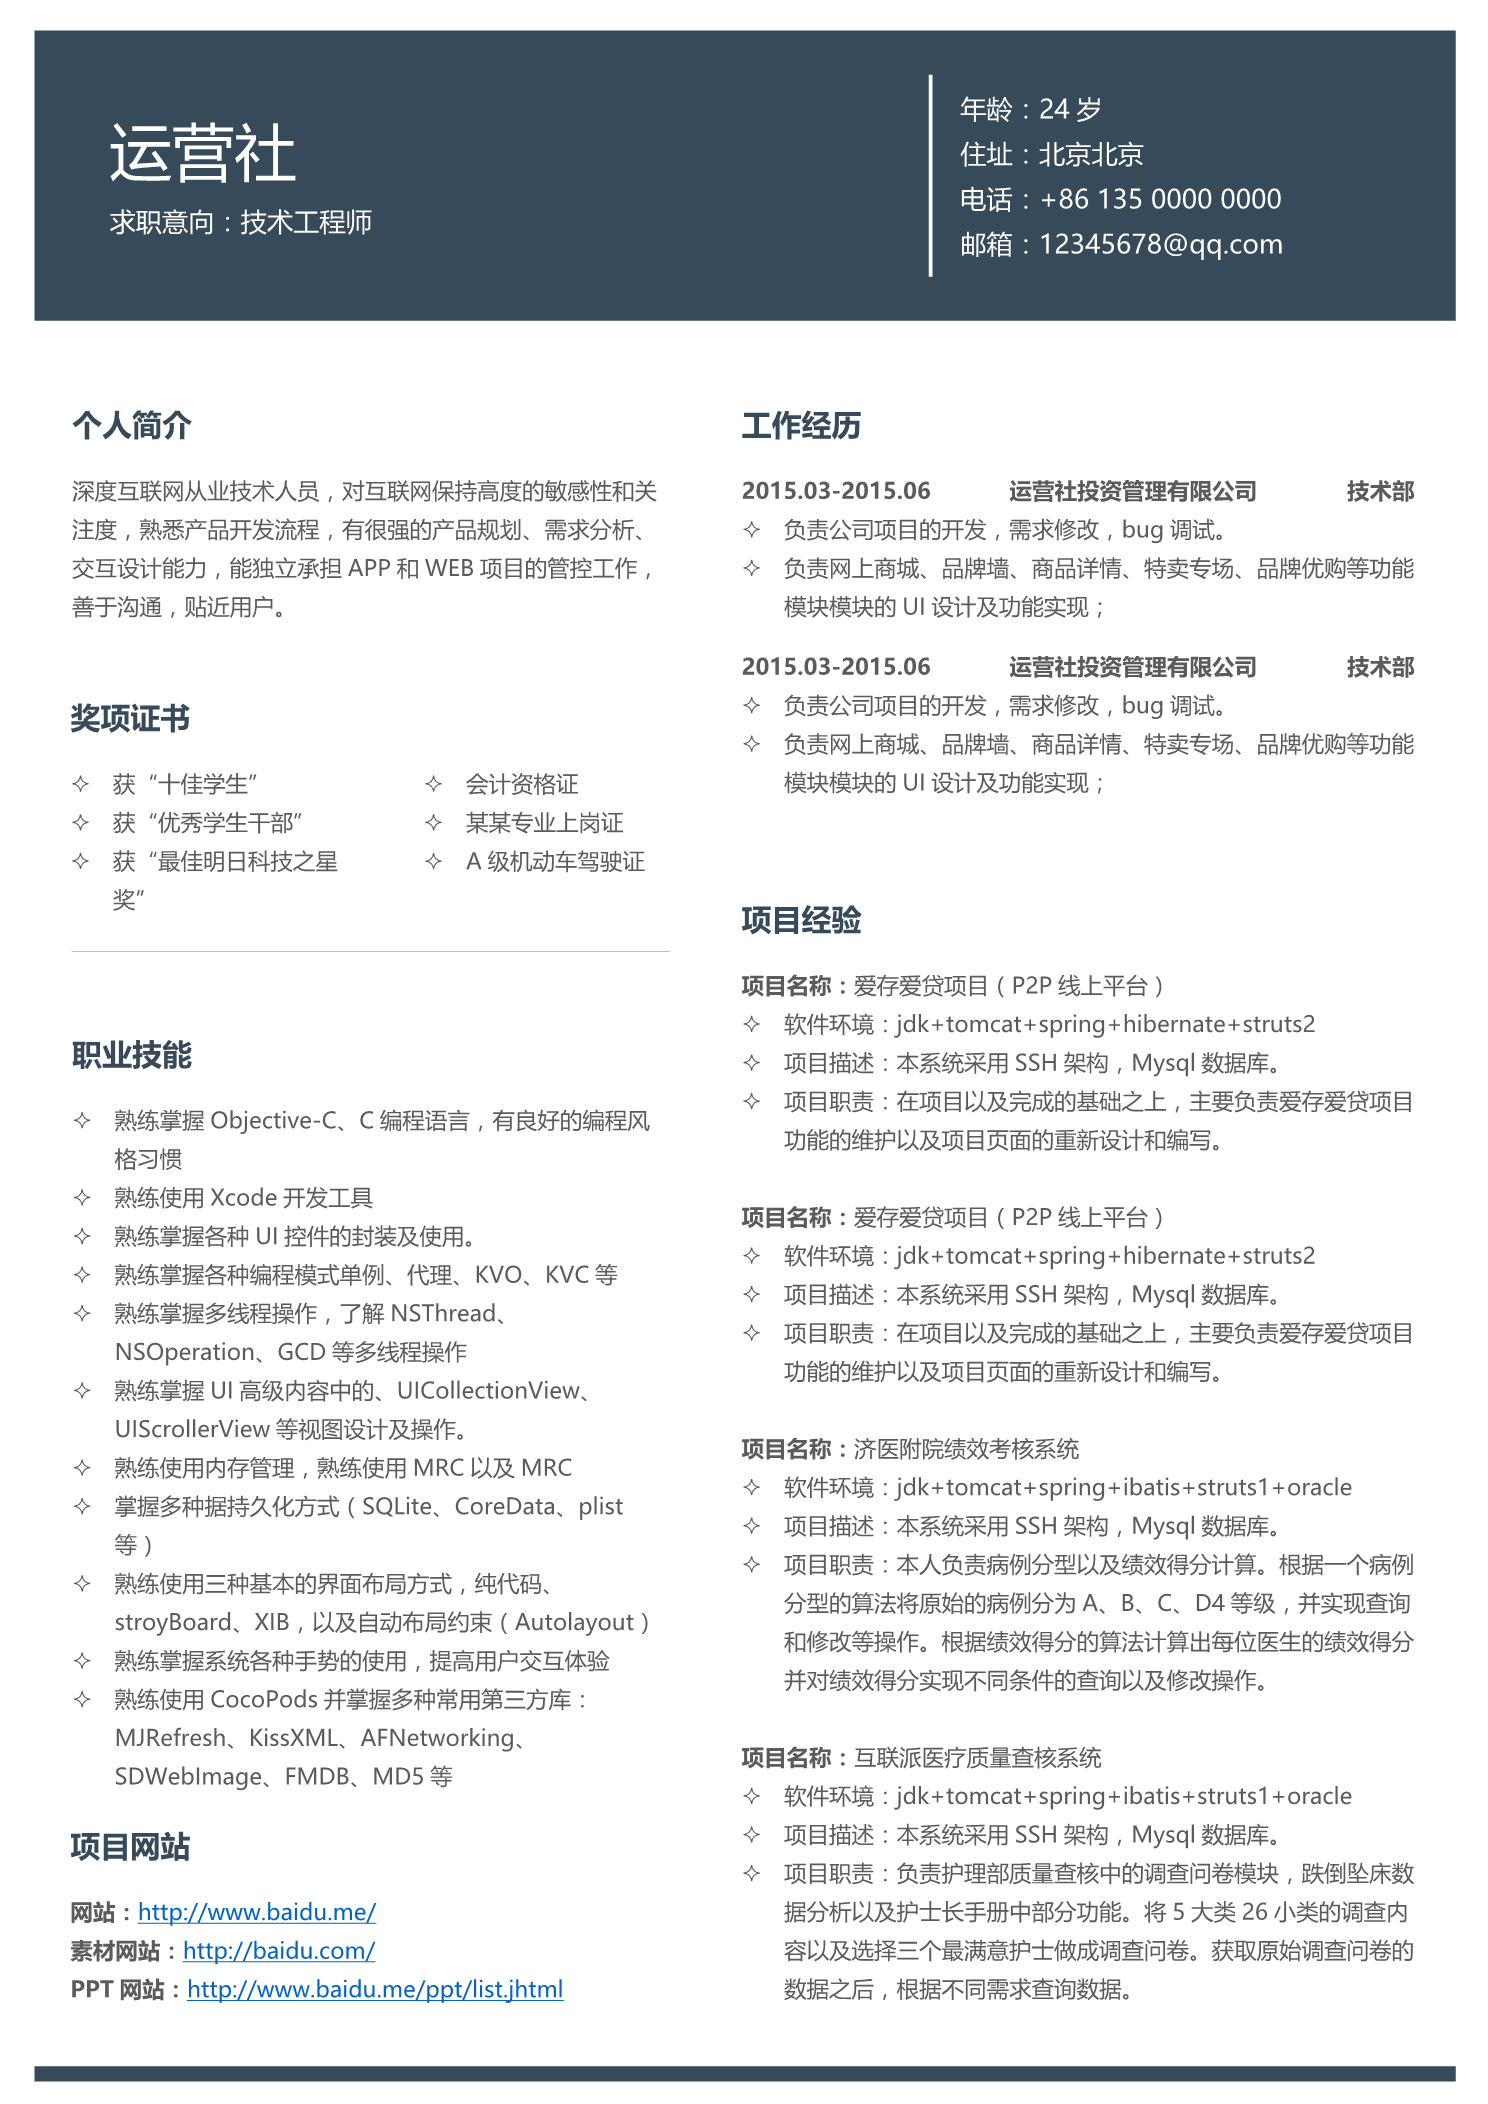 运营社
求职意向：技术工程师
年龄：24 岁
住址：北京北京
电话：+86 135 0000 0000
邮箱：12345678@qq.com
个人简介
深度互联网从业技术人员，对互联网保持高度的敏感性和关
注度，熟悉产品开发流程，有很强的产品规划、需求分析、
交互设计能力，能独立承担 APP 和 WEB 项目的管控工作，
善于沟通，贴近用户。
奖项证书
✧ 获“十佳学生”
✧ 获“优秀学生干部”
✧ 获“最佳明日科技之星
奖”
✧ 会计资格证
✧ 某某专业上岗证
✧ A 级机动车驾驶证
职业技能
✧ 熟练掌握 Objective-C、C 编程语言，有良好的编程风
格习惯
✧ 熟练使用 Xcode 开发工具
✧ 熟练掌握各种 UI 控件的封装及使用。
✧ 熟练掌握各种编程模式单例、代理、KVO、KVC 等
✧ 熟练掌握多线程操作，了解 NSThread、
NSOperation、GCD 等多线程操作
✧ 熟练掌握 UI 高级内容中的、UICollectionView、
UIScrollerView 等视图设计及操作。
✧ 熟练使用内存管理，熟练使用 MRC 以及 MRC
✧ 掌握多种据持久化方式（SQLite、CoreData、plist
等）
✧ 熟练使用三种基本的界面布局方式，纯代码、
stroyBoard、XIB，以及自动布局约束（Autolayout）
✧ 熟练掌握系统各种手势的使用，提高用户交互体验
✧ 熟练使用 CocoPods 并掌握多种常用第三方库：
MJRefresh、KissXML、AFNetworking、
SDWebImage、FMDB、MD5 等
项目网站
网站：http://www.baidu.me/
素材网站：http://baidu.com/
PPT 网站：http://www.baidu.me/ppt/list.jhtml
工作经历
2015.03-2015.06 运营社投资管理有限公司 技术部
✧ 负责公司项目的开发，需求修改，bug 调试。
✧ 负责网上商城、品牌墙、商品详情、特卖专场、品牌优购等功能
模块模块的 UI 设计及功能实现；
2015.03-2015.06 运营社投资管理有限公司 技术部
✧ 负责公司项目的开发，需求修改，bug 调试。
✧ 负责网上商城、品牌墙、商品详情、特卖专场、品牌优购等功能
模块模块的 UI 设计及功能实现；
项目经验
项目名称：爱存爱贷项目（P2P 线上平台）
✧ 软件环境：jdk+tomcat+spring+hibernate+struts2
✧ 项目描述：本系统采用 SSH 架构，Mysql 数据库。
✧ 项目职责：在项目以及完成的基础之上，主要负责爱存爱贷项目
功能的维护以及项目页面的重新设计和编写。
项目名称：爱存爱贷项目（P2P 线上平台）
✧ 软件环境：jdk+tomcat+spring+hibernate+struts2
✧ 项目描述：本系统采用 SSH 架构，Mysql 数据库。
✧ 项目职责：在项目以及完成的基础之上，主要负责爱存爱贷项目
功能的维护以及项目页面的重新设计和编写。
项目名称：济医附院绩效考核系统
✧ 软件环境：jdk+tomcat+spring+ibatis+struts1+oracle
✧ 项目描述：本系统采用 SSH 架构，Mysql 数据库。
✧ 项目职责：本人负责病例分型以及绩效得分计算。根据一个病例
分型的算法将原始的病例分为 A、B、C、D4 等级，并实现查询
和修改等操作。根据绩效得分的算法计算出每位医生的绩效得分
并对绩效得分实现不同条件的查询以及修改操作。
项目名称：互联派医疗质量查核系统
✧ 软件环境：jdk+tomcat+spring+ibatis+struts1+oracle
✧ 项目描述：本系统采用 SSH 架构，Mysql 数据库。
✧ 项目职责：负责护理部质量查核中的调查问卷模块，跌倒坠床数
据分析以及护士长手册中部分功能。将 5 大类 26 小类的调查内
容以及选择三个最满意护士做成调查问卷。获取原始调查问卷的
数据之后，根据不同需求查询数据。